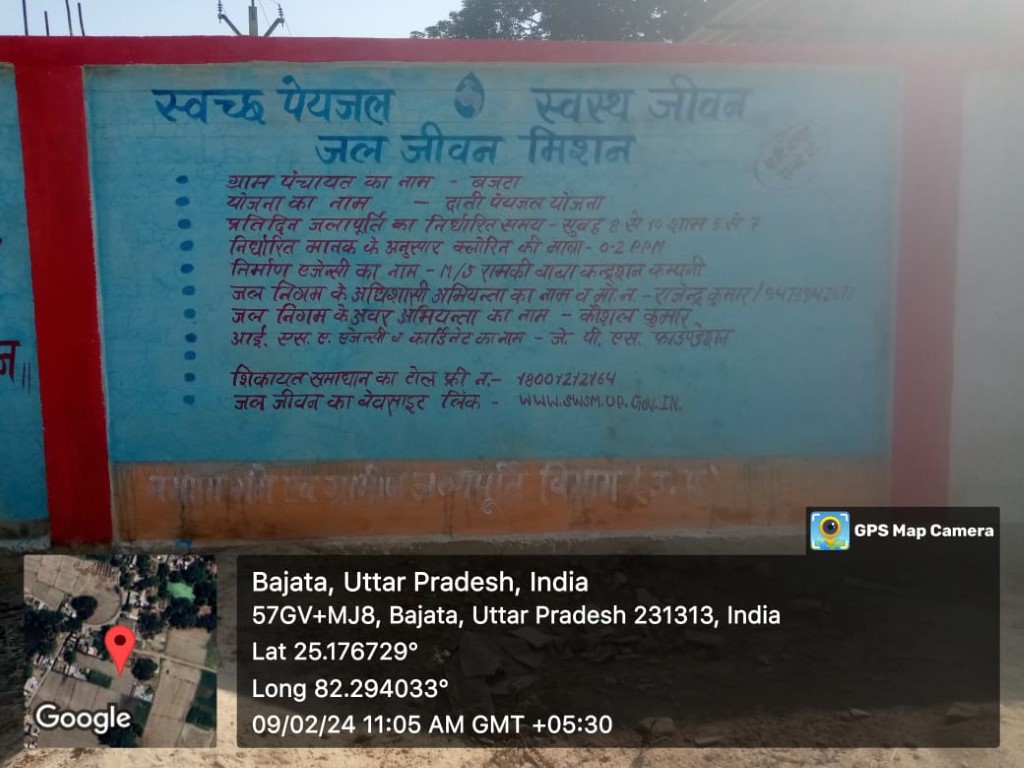 स्वच्छ पेयजल स्वस्थ जीवन
जल जीवन मिशन
ग्राम पंचायत का नाम - बजटा
योजना का नाम - दाती पेयजल योजना
प्रतिदिन जलापूर्ति का निर्धारित समय - सुबह 8 से 10 शाम 5 से 7
निर्धारित मानक के अनुसार क्लोरिन की मात्रा - 0.2 PPM
निर्माण एजेन्सी का नाम - M/S रामकी बाबा कन्ट्रक्शन कम्पनी
जल निगम के अधिशासी अभियन्ता का नाम व मो.न. - राजेन्द्र कुमार /
जल निगम के अवर अभियन्ता का नाम - कौशल कुमार
आई. एस. ए. एजेन्सी व कार्डिनेट का नाम - जे. पी. एस. फाउण्डेशन
शिकायत समाधान का टोल फ्री न.- 18001212164
जल जीवन का वेवसाइट लिंक - WWW.SWSM.UP.GOV.IN.
एवं ग्रामीण जलापूर्ति विभाग (उ.प्र.)
GPS Map Camera
Bajata, Uttar Pradesh, India
57GV+MJ8, Bajata, Uttar Pradesh 231313, India
Lat 25.176729°
Long 82.294033°
09/02/24 11:05 AM GMT +05:30
Google